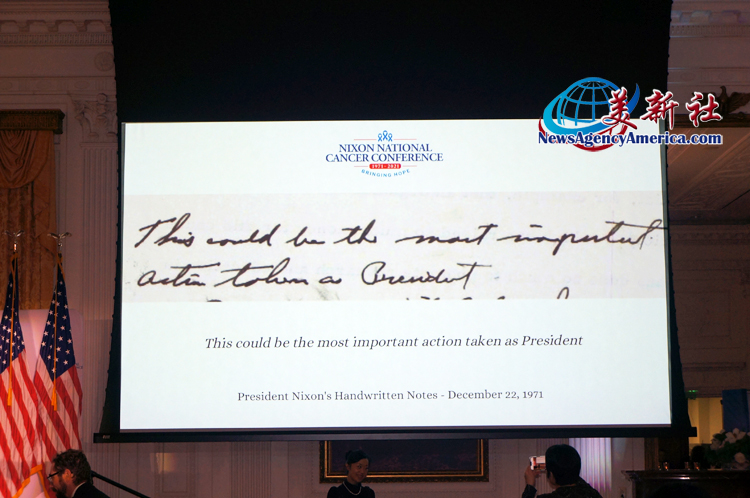 美新社
NewsAgencyAmerica.com
NIXON NATIONAL
CANCER CONFERENCE
1971-2021
BRINGING HOPE
This could be the most important
action taken as President
This could be the most important action taken as President
President Nixon's Handwritten Notes - December 22, 1971